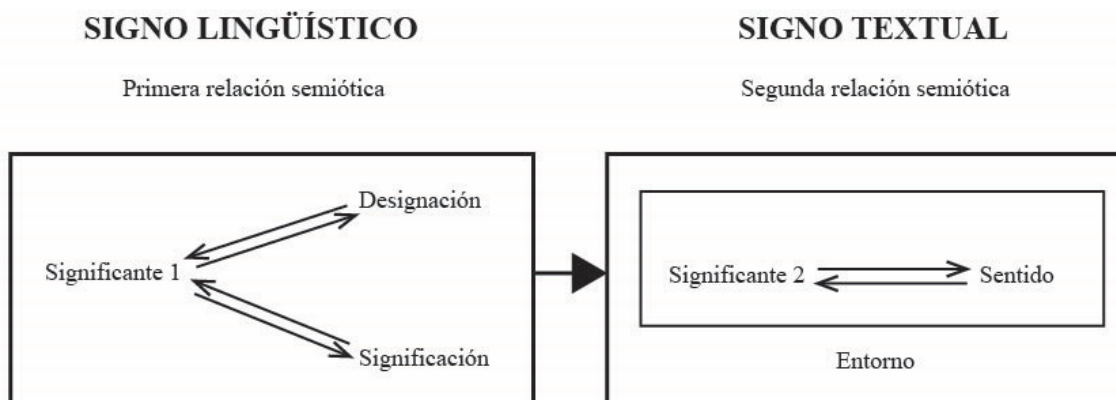 SIGNO LINGÜÍSTICO
Primera relación semiótica
Designación
Significante 1
Significación
SIGNO TEXTUAL
Segunda relación semiótica
Significante 2
Sentido
Entorno